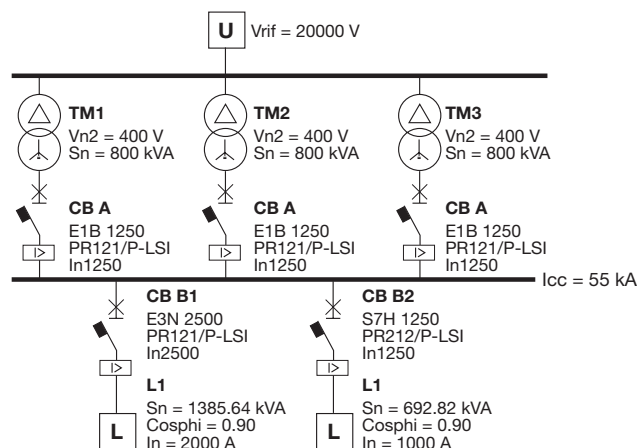 U
Vrif = 20000 V
TM1
Vn2 = 400 V
Sn = 800 kVA
TM2
Vn2 = 400 V
Sn = 800 kVA
TM3
Vn2 = 400 V
Sn = 800 kVA
CB A
E1B 1250
PR121/P-LSI
In1250
I>
CB A
E1B 1250
PR121/P-LSI
In1250
I>
CB A
E1B 1250
PR121/P-LSI
In1250
I>
Icc = 55 kA
CB B1
E3N 2500
PR121/P-LSI
In2500
I>
CB B2
S7H 1250
PR212/P-LSI
In1250
I>
L1
Sn = 1385.64 kVA
Cosphi = 0.90
In = 2000 A
L
L1
Sn = 692.82 kVA
Cosphi = 0.90
In = 1000 A
L